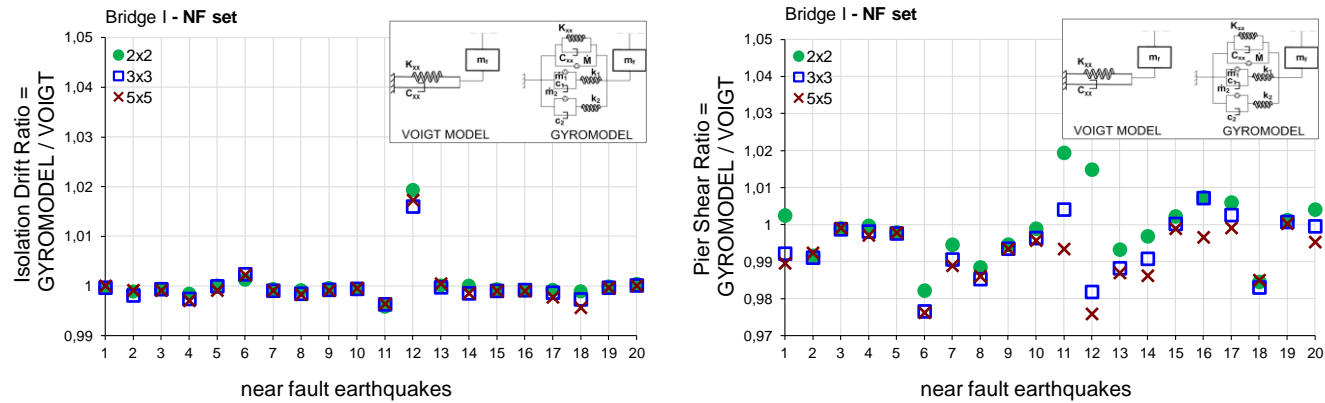 Bridge I - NF set
1,05
1,04
1,03
1,02
1,01
1
0,99
Isolation Drift Ratio =
GYROMODEL / VOIGT
2x2
3x3
5x5
Kxx
Cxx
mf
VOIGT MODEL
Kxx
Cxx
M
m1
c1
k1
m2
c2
k2
mf
GYROMODEL
1 2 3 4 5 6 7 8 9 10 11 12 13 14 15 16 17 18 19 20
near fault earthquakes
Bridge I - NF set
1,05
1,04
1,03
1,02
1,01
1
0,99
0,98
0,97
Pier Shear Ratio =
GYROMODEL / VOIGT
2x2
3x3
5x5
Kxx
Cxx
mf
VOIGT MODEL
Kxx
Cxx
M
m1
c1
k1
m2
c2
k2
mf
GYROMODEL
1 2 3 4 5 6 7 8 9 10 11 12 13 14 15 16 17 18 19 20
near fault earthquakes